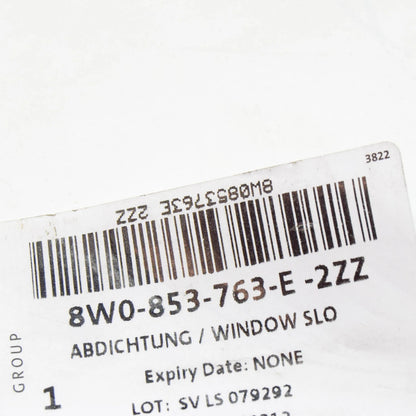 3822
8W0853763E 2ZZ
8W0-853-763-E -2ZZ
ABDICHTUNG / WINDOW SLO
Expiry Date: NONE
LOT: SV LS 079292
GROUP
1